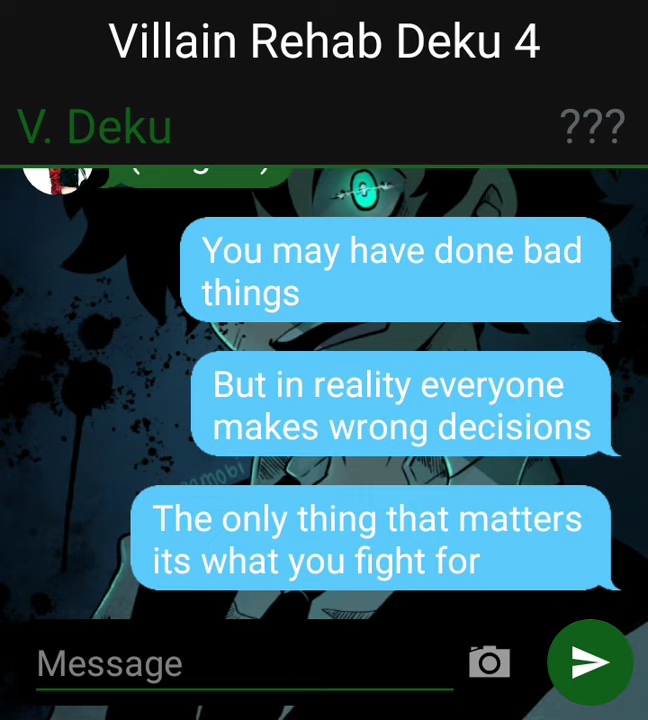 Villain Rehab Deku 4
V. Deku
???
You may have done bad
things
But in reality everyone
makes wrong decisions
The only thing that matters
its what you fight for
Message